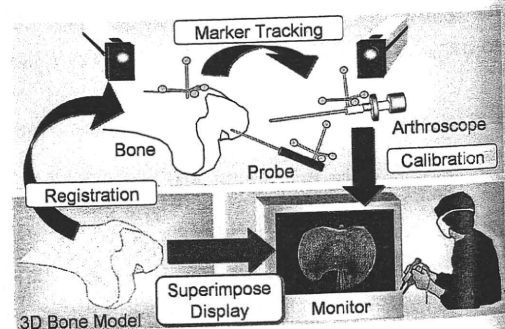 Marker Tracking
Bone
Probe
Arthroscope
Calibration
Registration
3D Bone Model
Superimpose
Display
Monitor